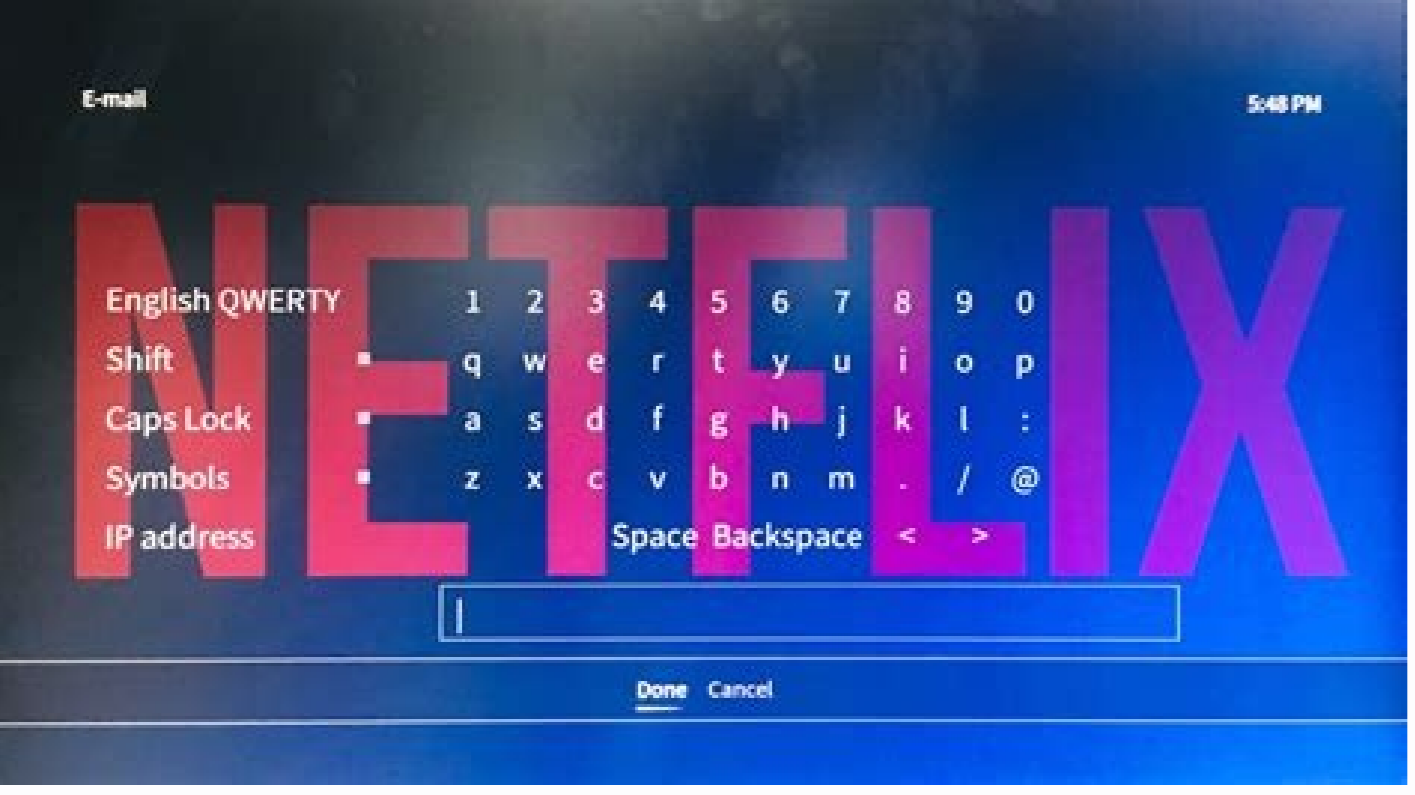 E-mail
5:48 PM
NETFLIX
English QWERTY 1 2 3 4 5 6 7 8 9 0
Shift q w e r t y u i o p
Caps Lock a s d f g h j k l :
Symbols z x c v b n m . / @
IP address Space Backspace < >
Done Cancel